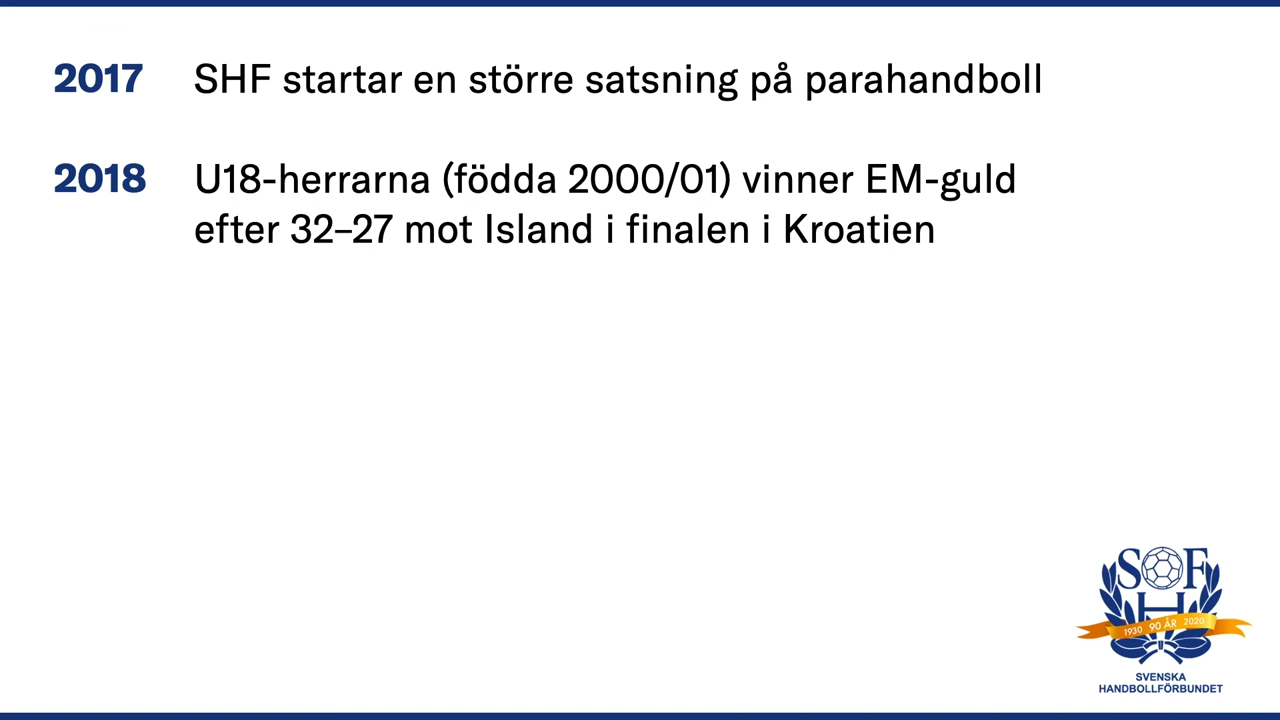 2017 SHF startar en större satsning på parahandboll
2018 U18-herrarna (födda 2000/01) vinner EM-guld
efter 32–27 mot Island i finalen i Kroatien
S F
H
1930 90 ÅR 2020
SVENSKA
HANDBOLLFÖRBUNDET